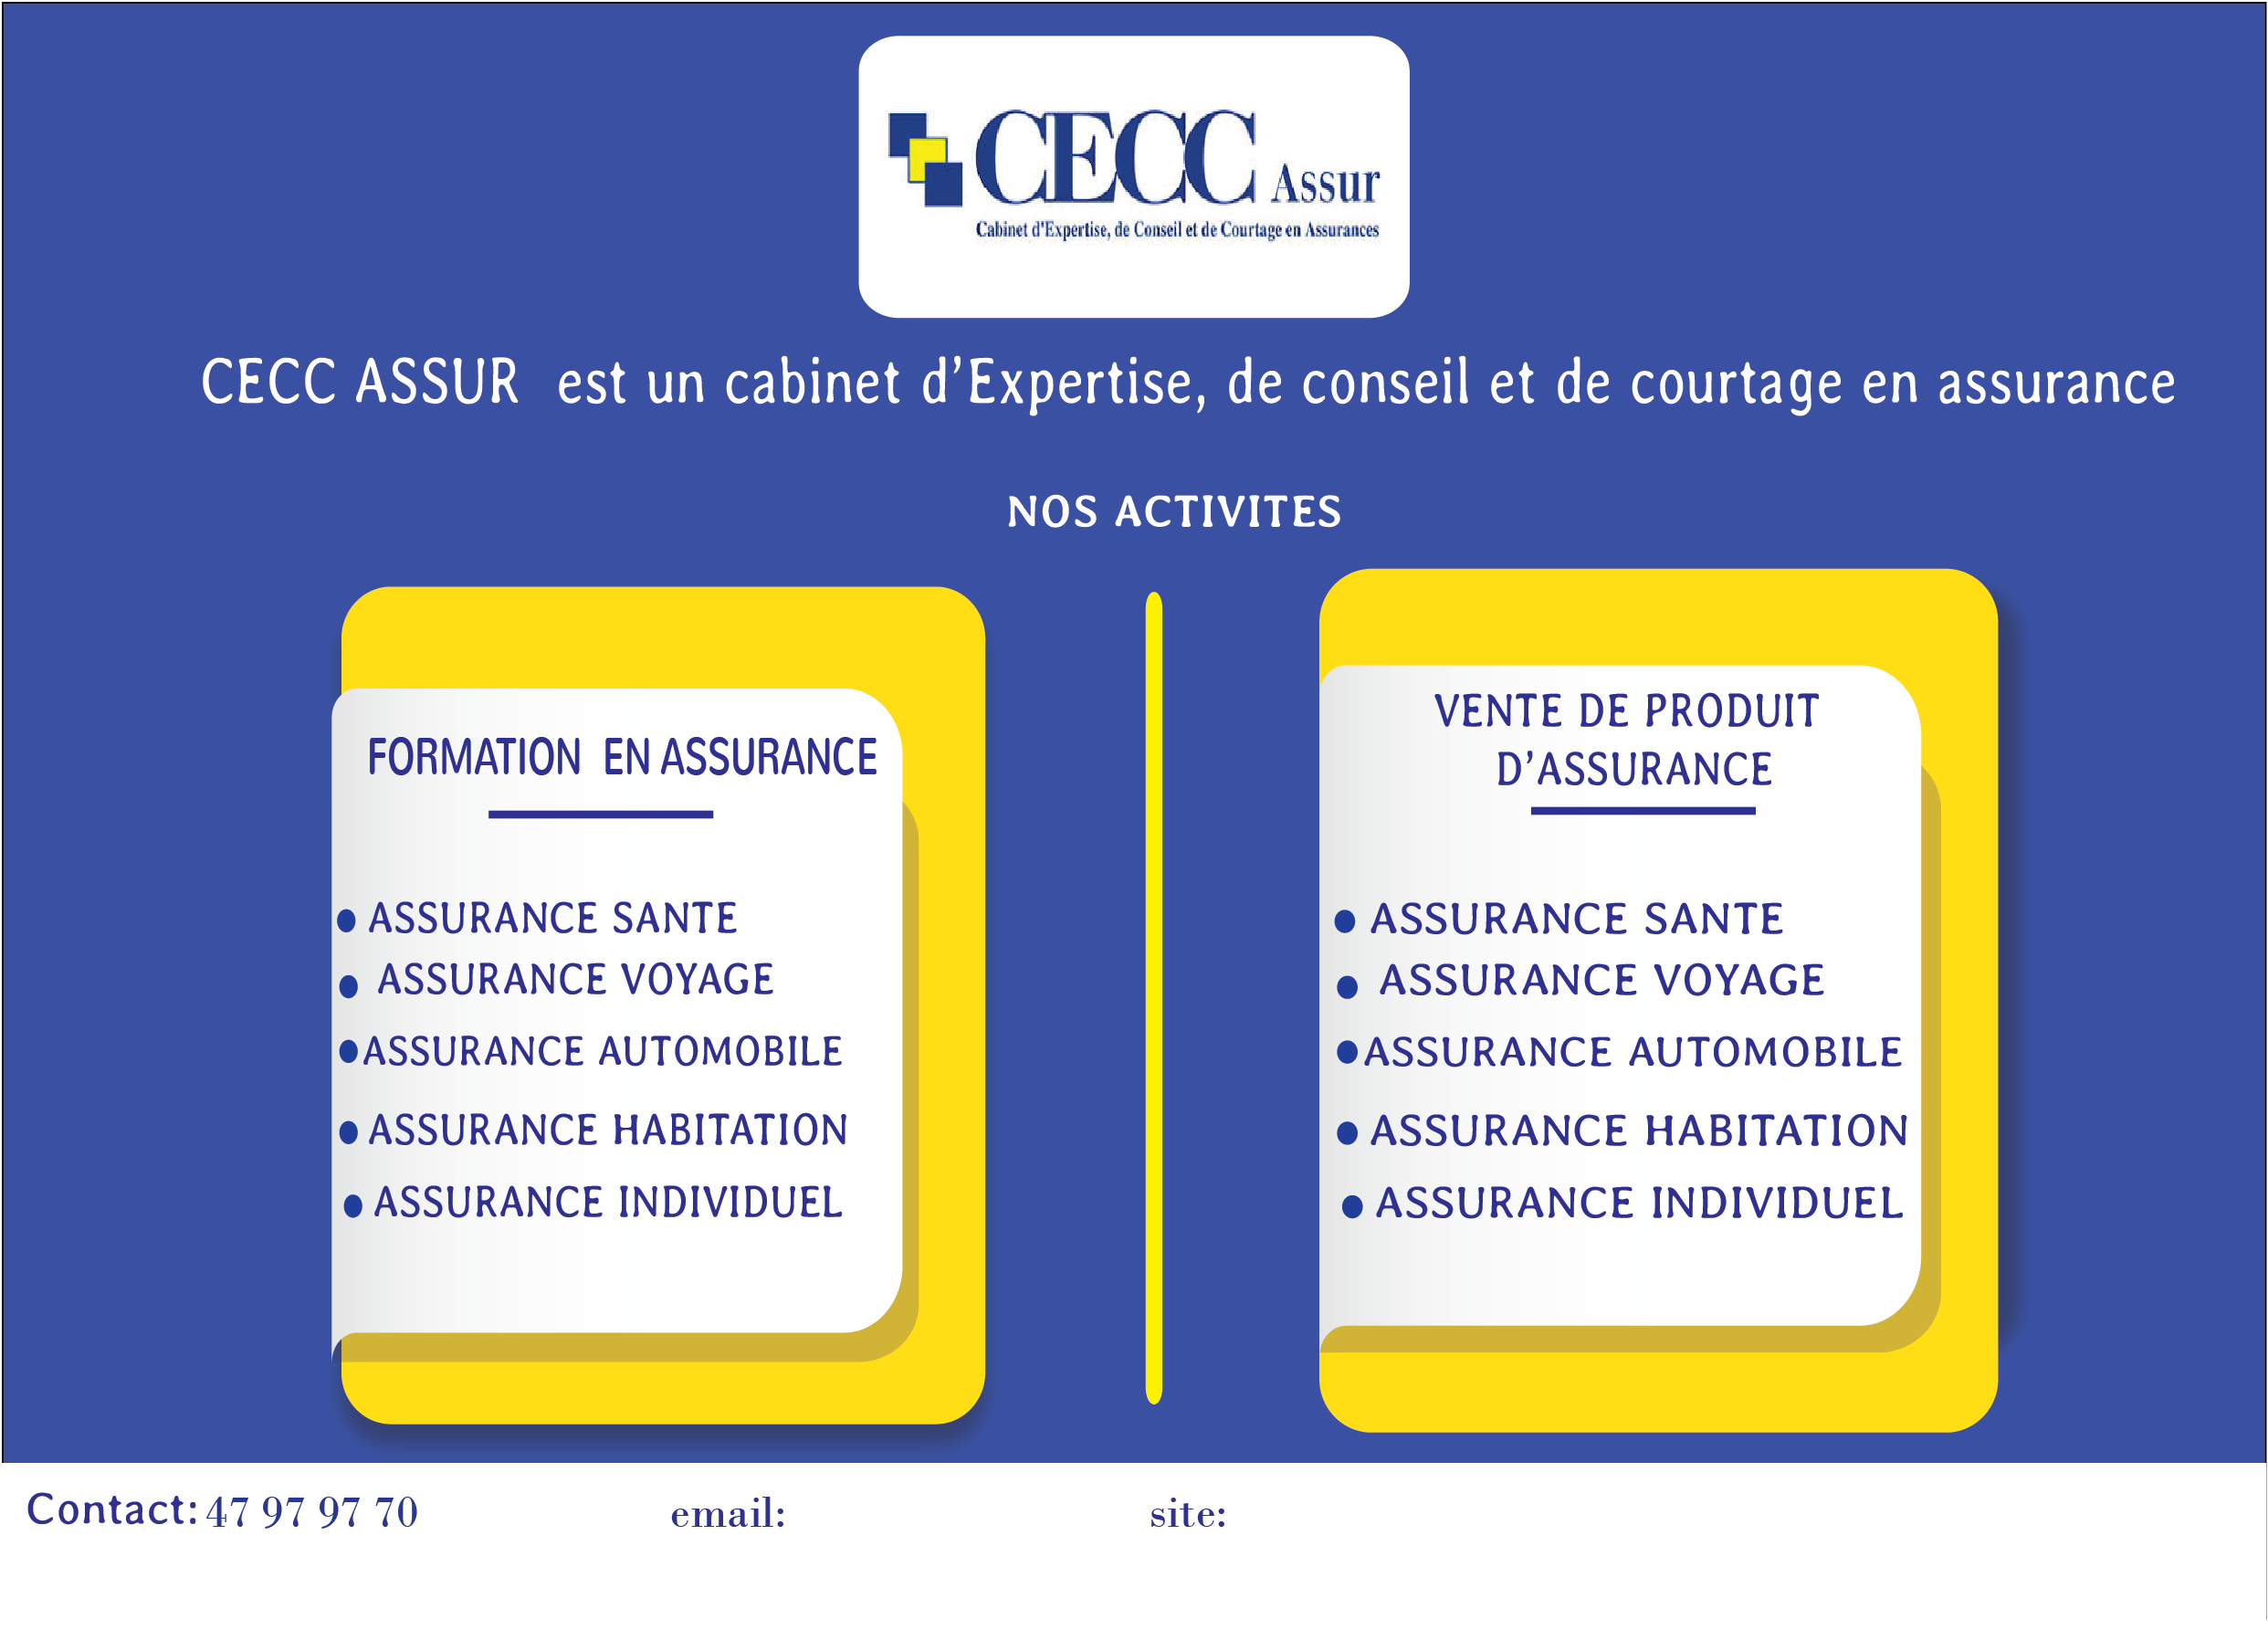 CECC Assur
Cabinet d'Expertise, de Conseil et de Courtage en Assurances
CECC ASSUR est un cabinet d’Expertise, de conseil et de courtage en assurance
NOS ACTIVITES
FORMATION EN ASSURANCE
• ASSURANCE SANTE
• ASSURANCE VOYAGE
• ASSURANCE AUTOMOBILE
• ASSURANCE HABITATION
• ASSURANCE INDIVIDUEL
VENTE DE PRODUIT
D’ASSURANCE
• ASSURANCE SANTE
• ASSURANCE VOYAGE
• ASSURANCE AUTOMOBILE
• ASSURANCE HABITATION
• ASSURANCE INDIVIDUEL
Contact: 47 97 97 70 email: site: